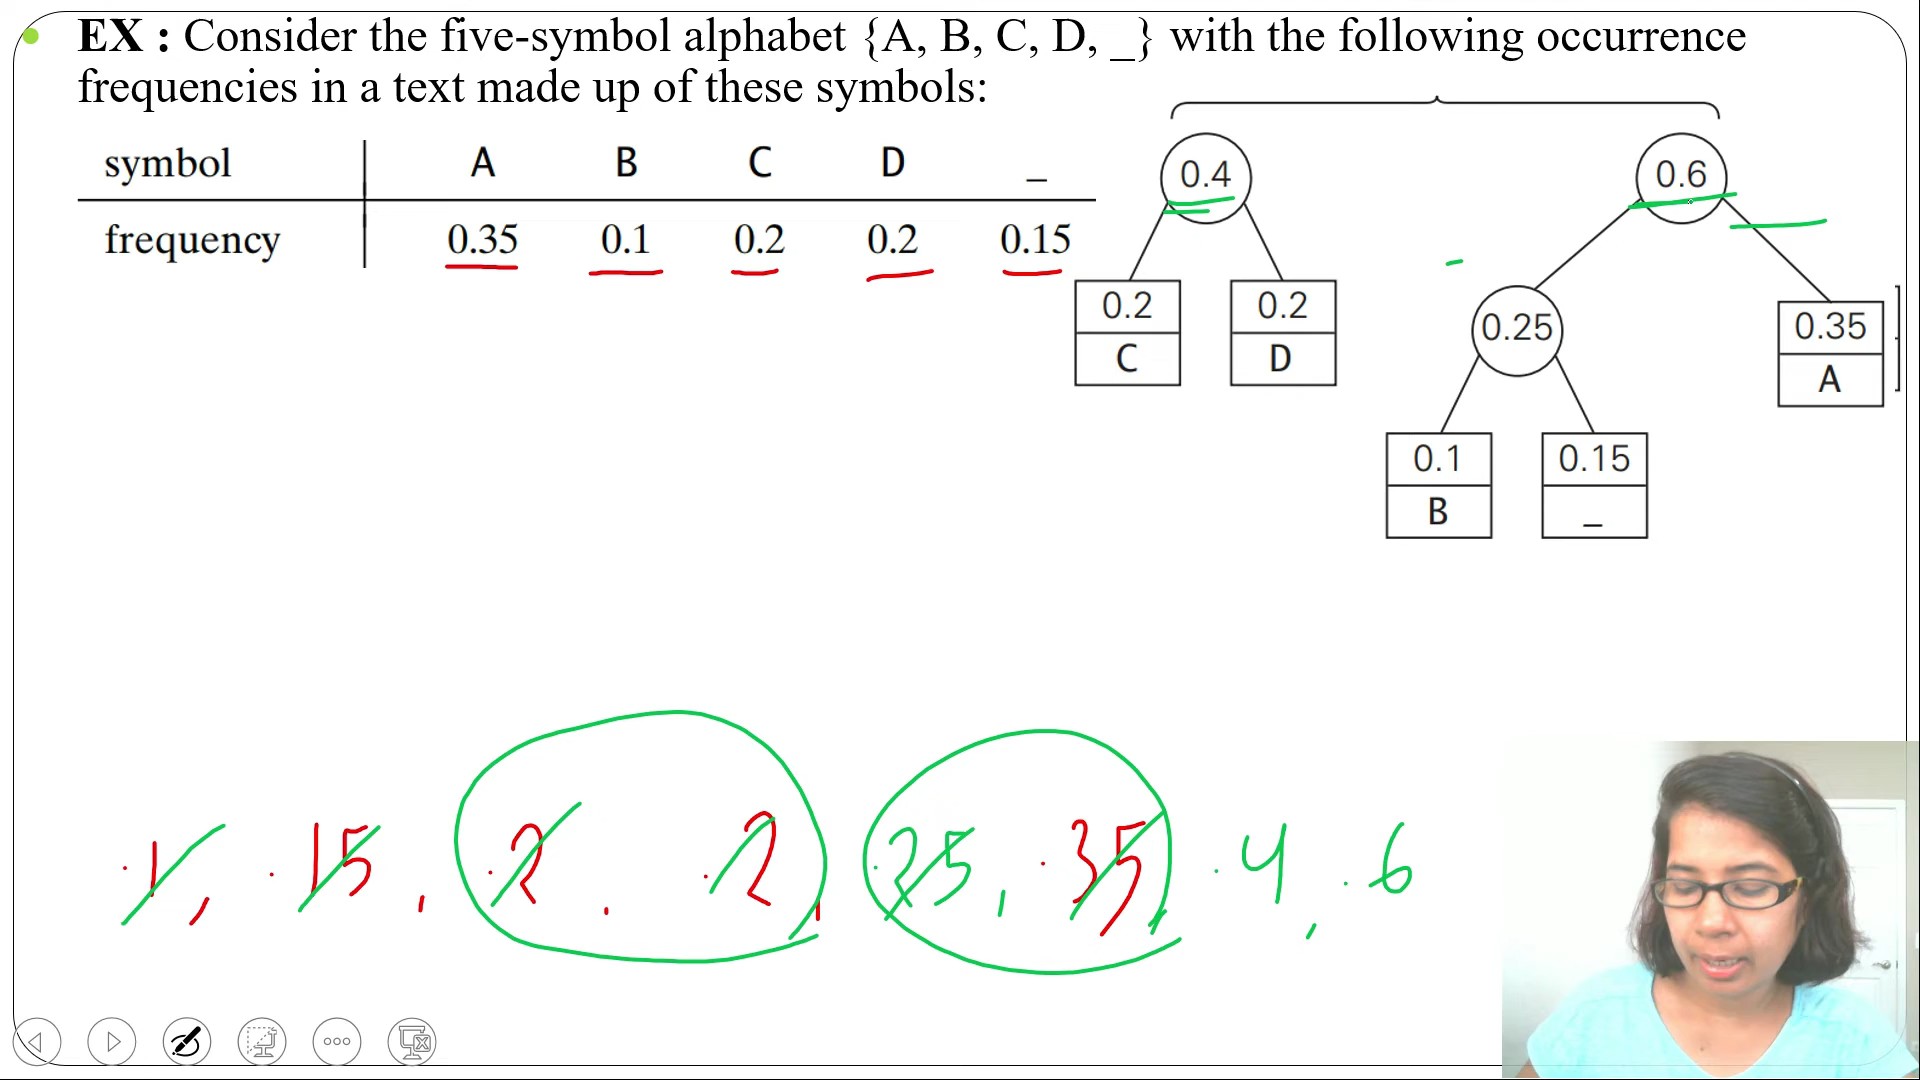 EX : Consider the five-symbol alphabet {A, B, C, D, _} with the following occurrence
frequencies in a text made up of these symbols:
symbol A B C D _
frequency 0.35 0.1 0.2 0.2 0.15
0.4 0.6
0.2 0.2 0.25 0.35
C D A
0.1 0.15
B _
.1, .15, .2, .2, .25, .35, .4, .6